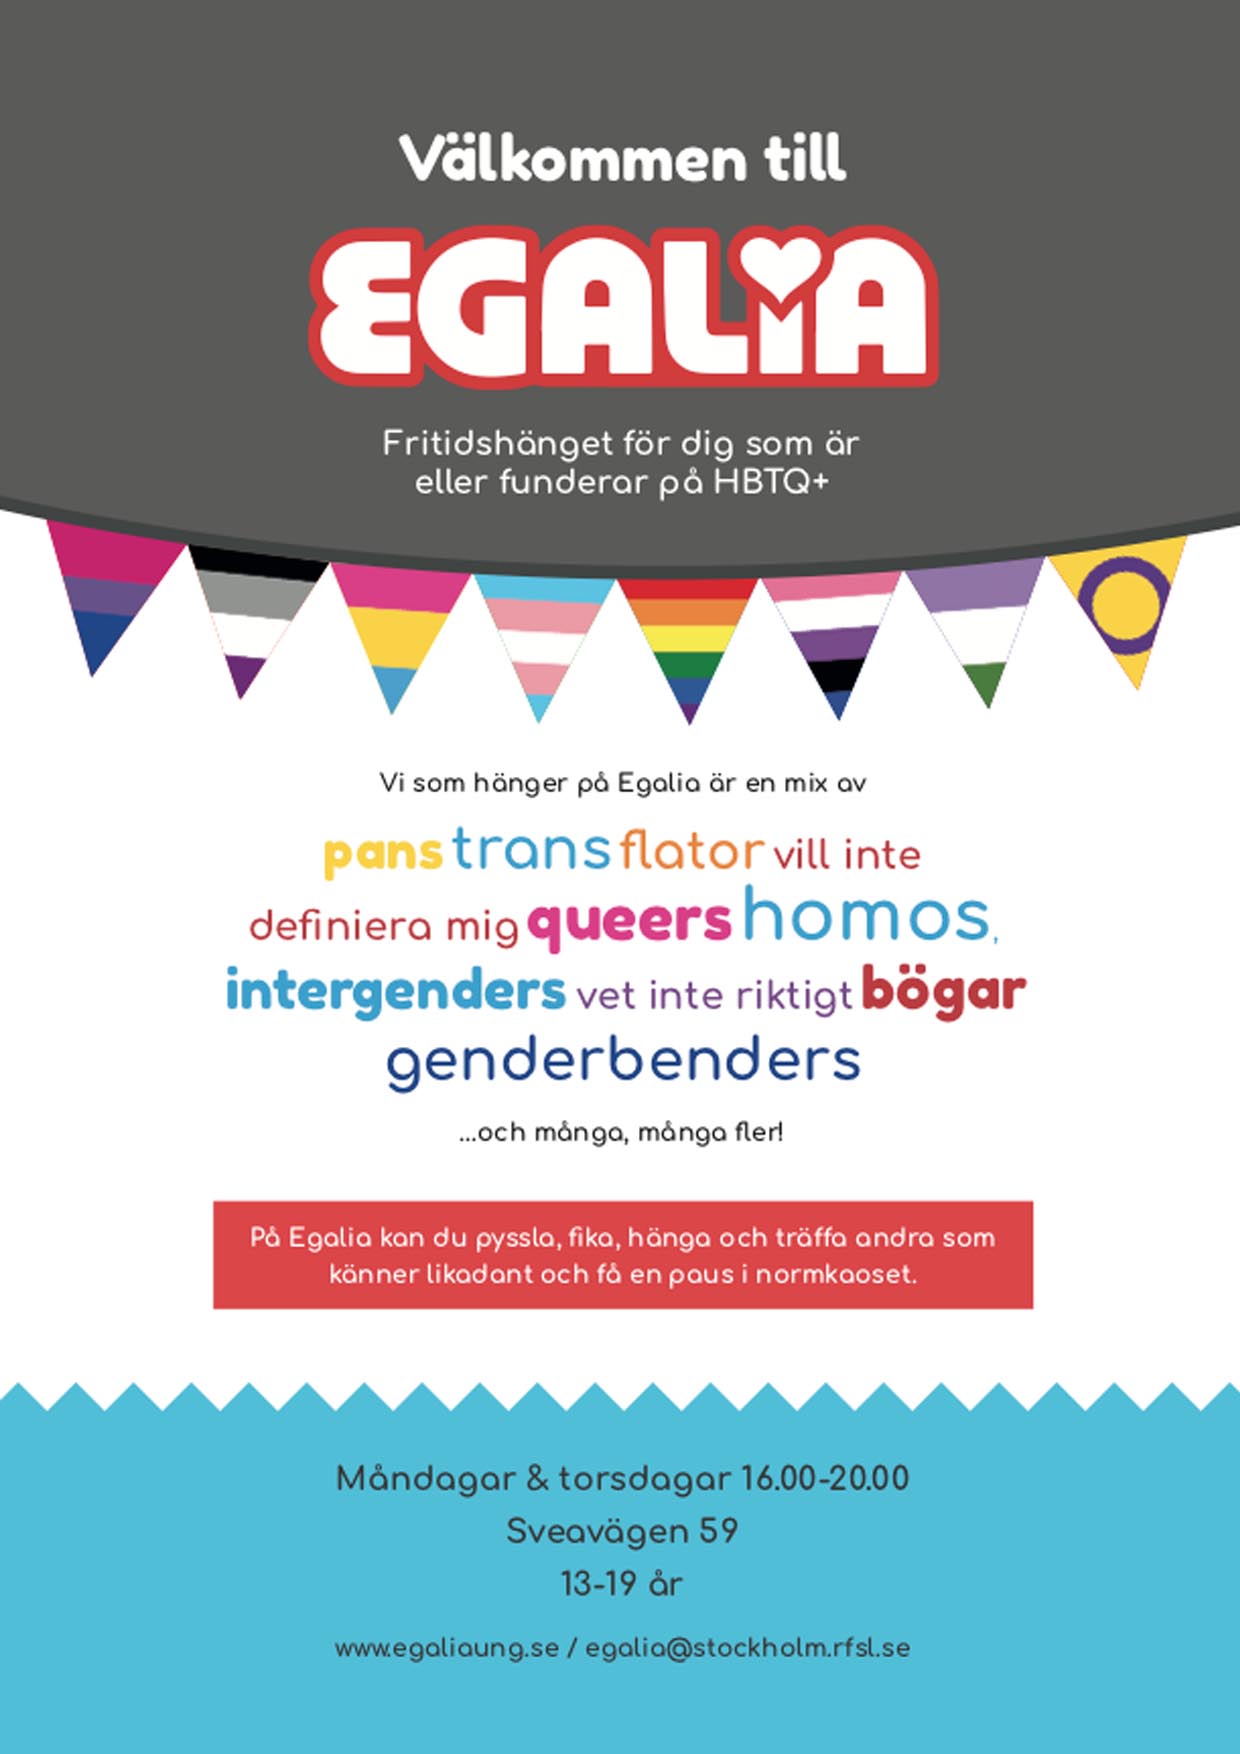 Välkommen till
EGALIA
Fritidshänget för dig som är
eller funderar på HBTQ+
Vi som hänger på Egalia är en mix av
pans trans flator vill inte
definiera mig queers homos,
intergenders vet inte riktigt bögar
genderbenders
...och många, många fler!
På Egalia kan du pyssla, fika, hänga och träffa andra som
känner likadant och få en paus i normkaoset.
Måndagar & torsdagar 16.00-20.00
Sveavägen 59
13-19 år
www.egaliaung.se / egalia@stockholm.rfsl.se